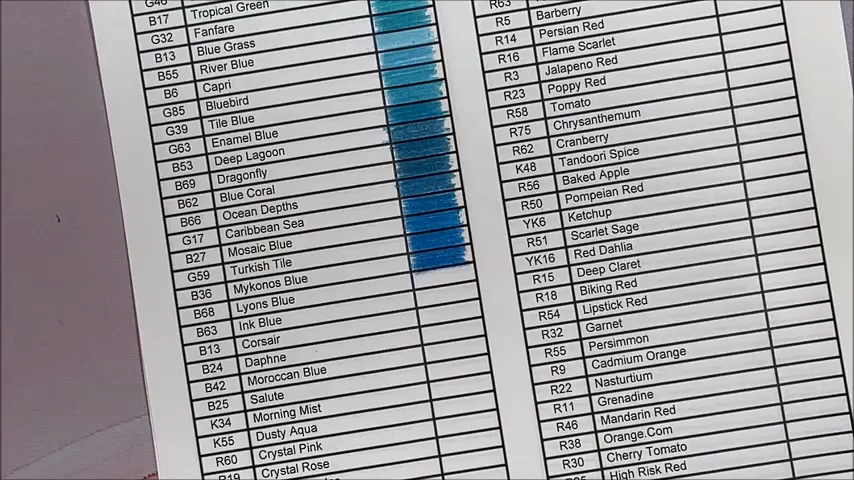 G46
B17 Tropical Green
G32 Fanfare
B13 Blue Grass
B55 River Blue
B6 Capri
G85 Bluebird
G39 Tile Blue
G63 Enamel Blue
B53 Deep Lagoon
B69 Dragonfly
B62 Blue Coral
B66 Ocean Depths
G17 Caribbean Sea
B27 Mosaic Blue
G59 Turkish Tile
B36 Mykonos Blue
B68 Lyons Blue
B63 Ink Blue
B13 Corsair
B24 Daphne
B42 Moroccan Blue
B25 Salute
K34 Morning Mist
K55 Dusty Aqua
R60 Crystal Pink
R19 Crystal Rose
R63
R5 Barberry
R14 Persian Red
R16 Flame Scarlet
R3 Jalapeno Red
R23 Poppy Red
R58 Tomato
R75 Chrysanthemum
R62 Cranberry
K48 Tandoori Spice
R56 Baked Apple
R50 Pompeian Red
YK6 Ketchup
R51 Scarlet Sage
YK16 Red Dahlia
R15 Deep Claret
R18 Biking Red
R54 Lipstick Red
R32 Garnet
R55 Persimmon
R9 Cadmium Orange
R22 Nasturtium
R11 Grenadine
R46 Mandarin Red
R38 Orange.Com
R30 Cherry Tomato
High Risk Red